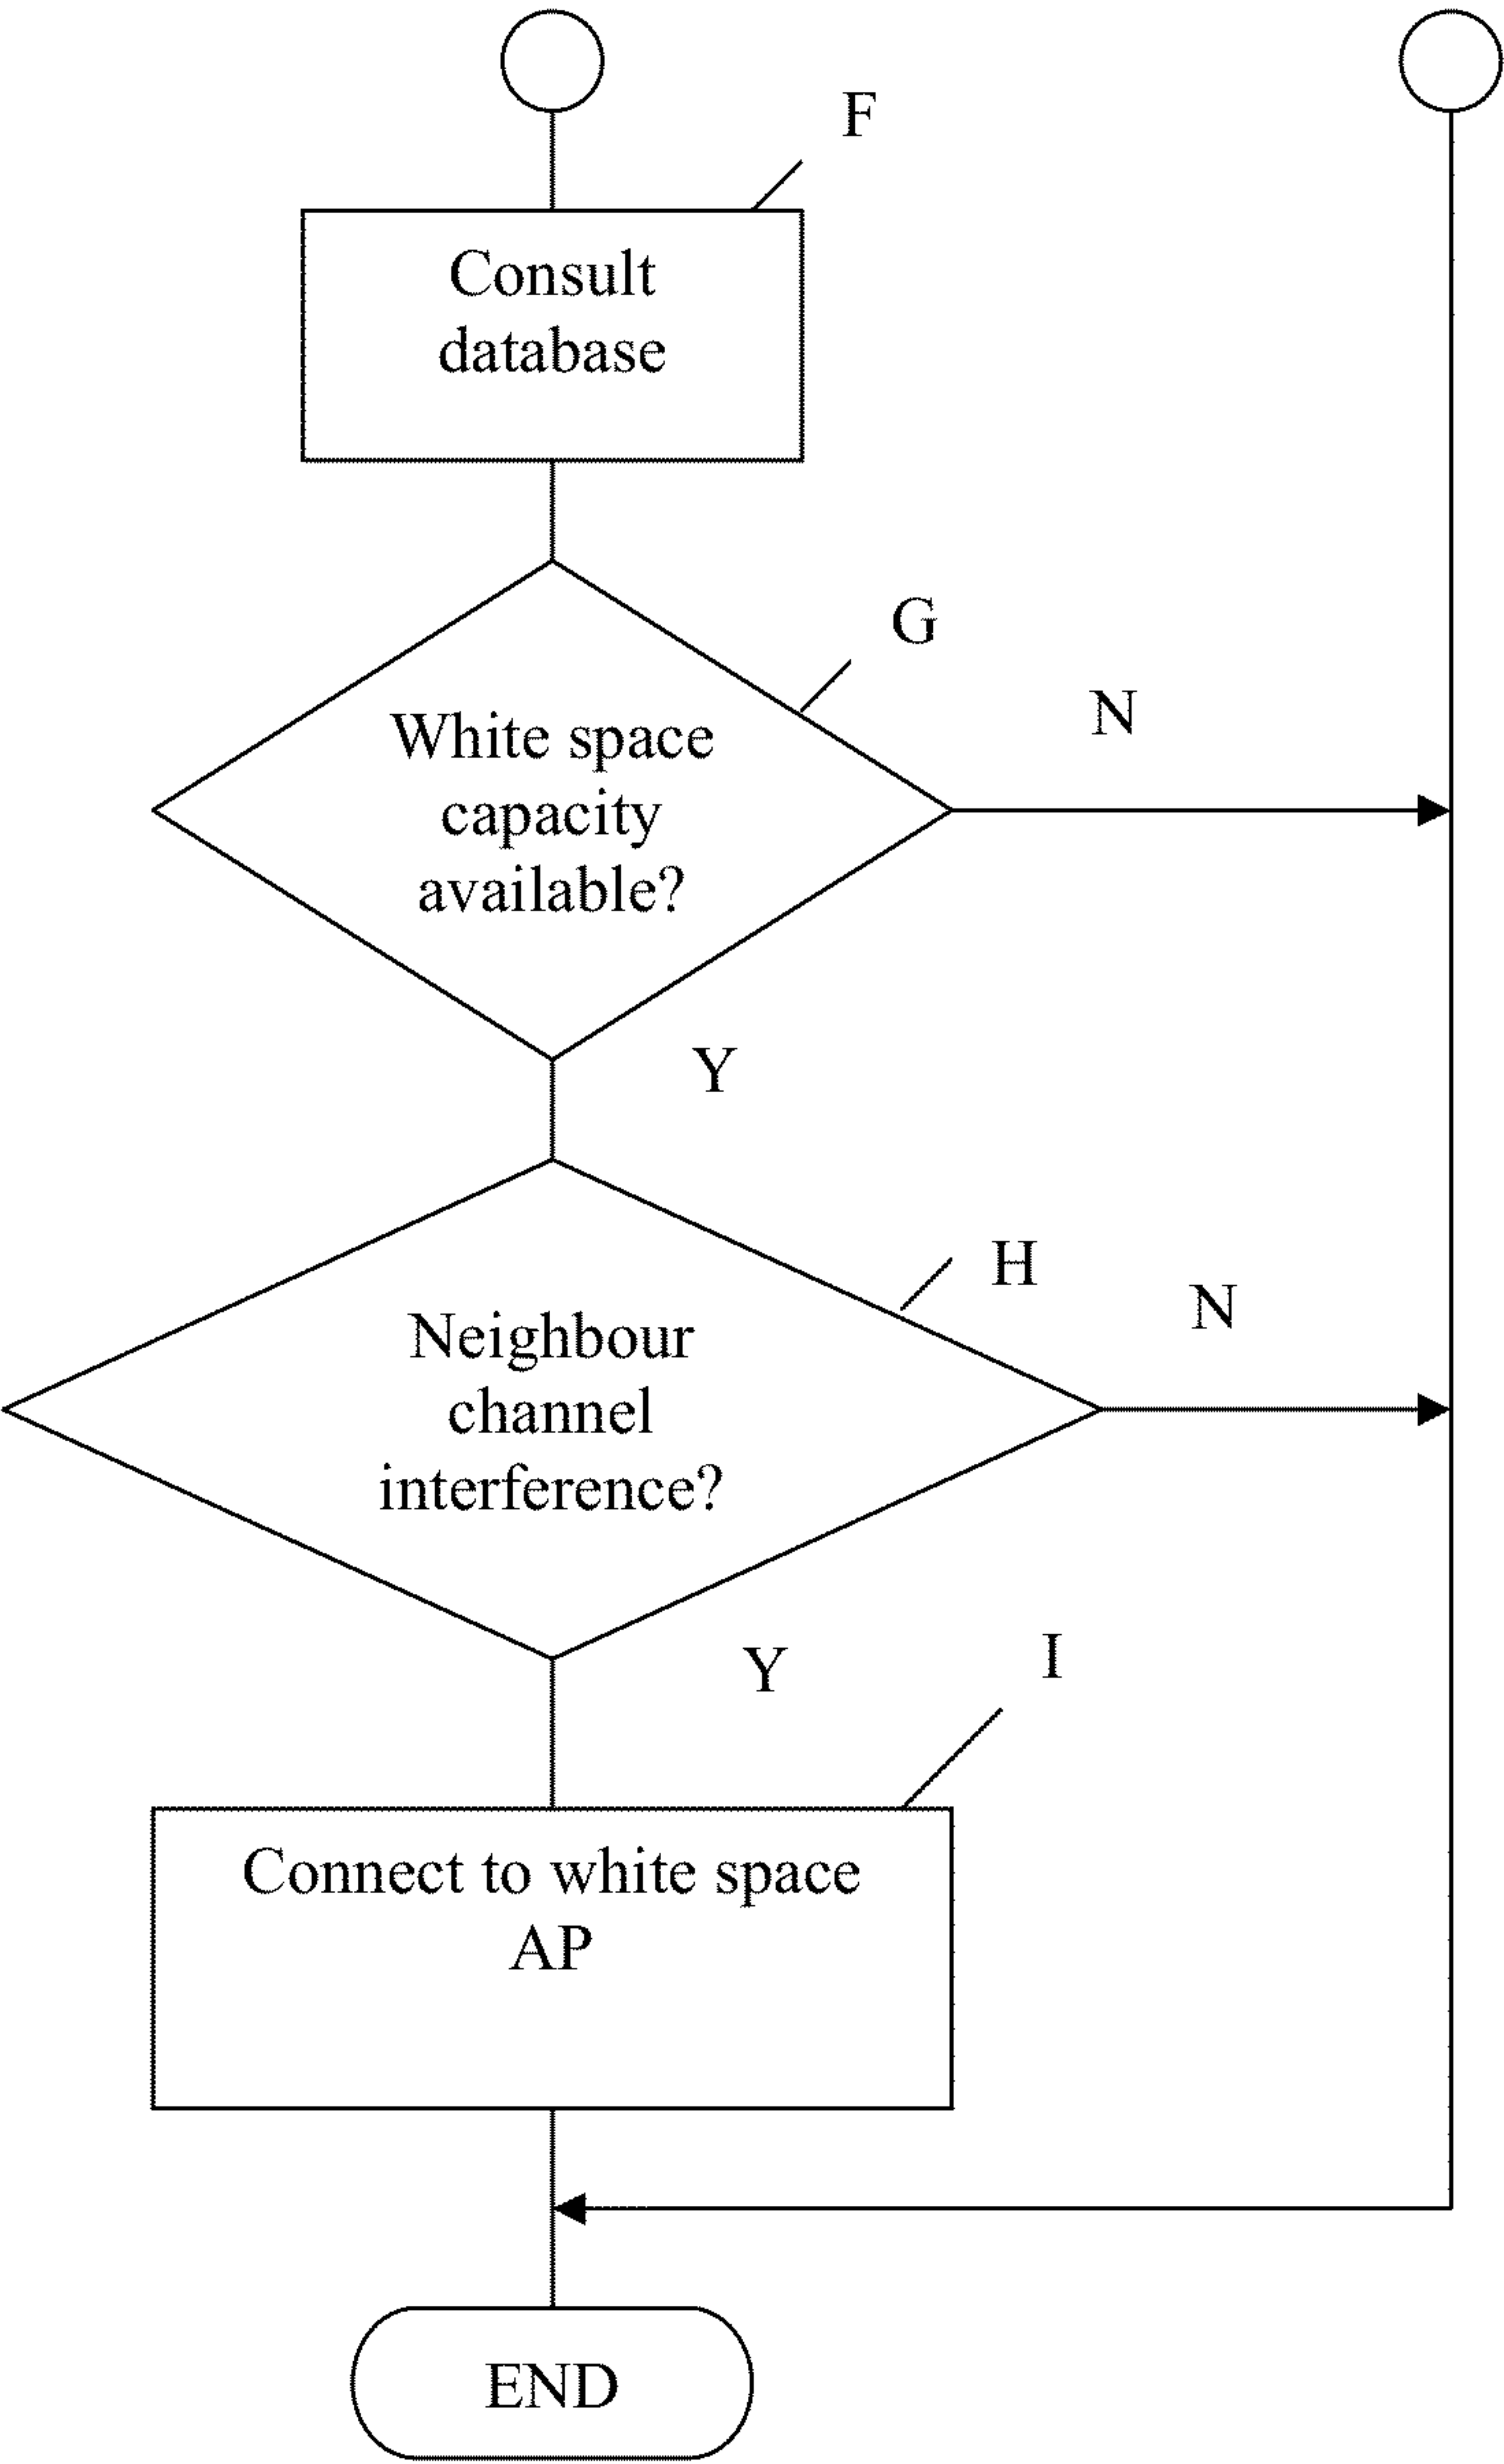 F
Consult
database
G
N
White space
capacity
available?
Y
H
N
Neighbour
channel
interference?
Y
I
Connect to white space
AP
END